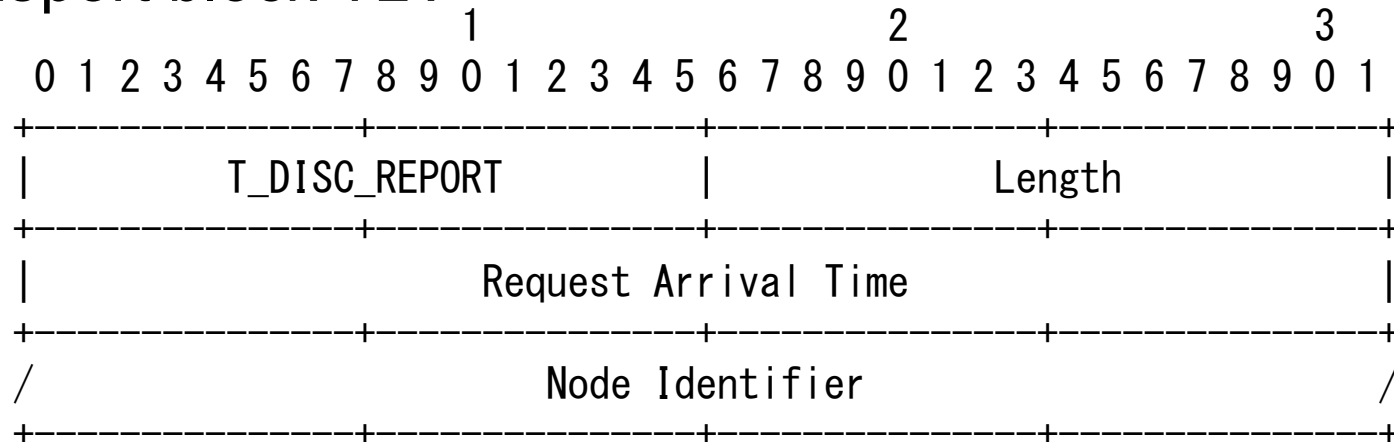 1 2 3
0 1 2 3 4 5 6 7 8 9 0 1 2 3 4 5 6 7 8 9 0 1 2 3 4 5 6 7 8 9 0 1
+---------------+---------------+---------------+---------------+
| T_DISC_REPORT | Length |
+---------------+---------------+---------------+---------------+
| Request Arrival Time |
+---------------+---------------+---------------+---------------+
/ Node Identifier /
+---------------+---------------+---------------+---------------+